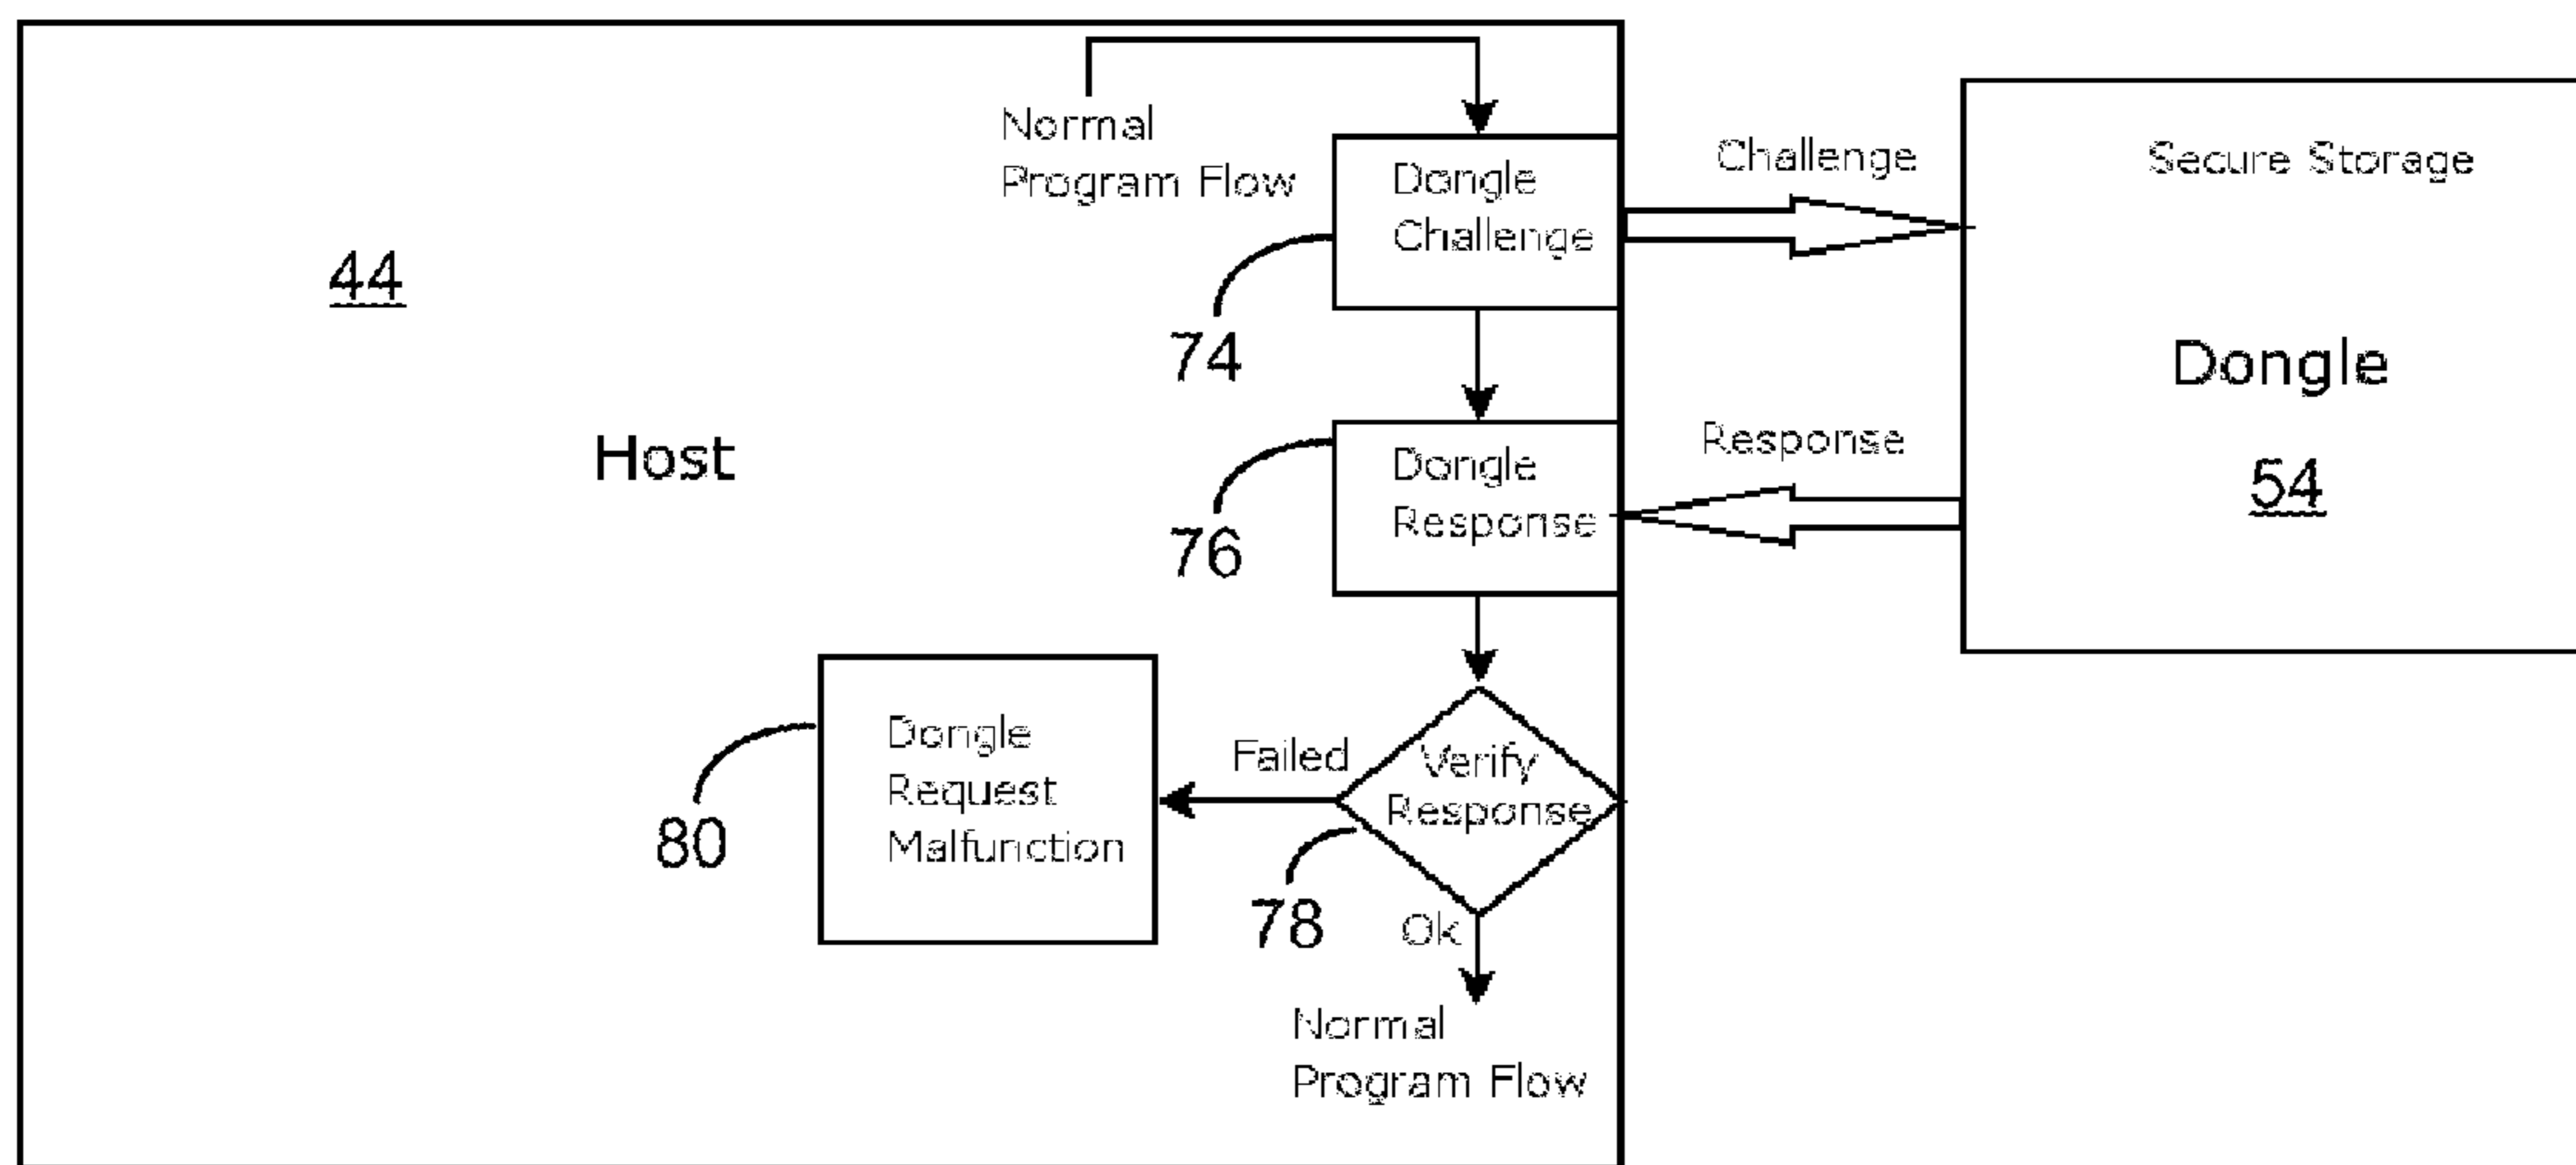 Normal
Program Flow
Dongle
Challenge
Challenge
Secure Storage
44
74
Dongle
54
Host
Dongle
Response
Response
76
Dongle
Request
Malfunction
80
Failed
Verify
Response
78
Ok
Normal
Program Flow